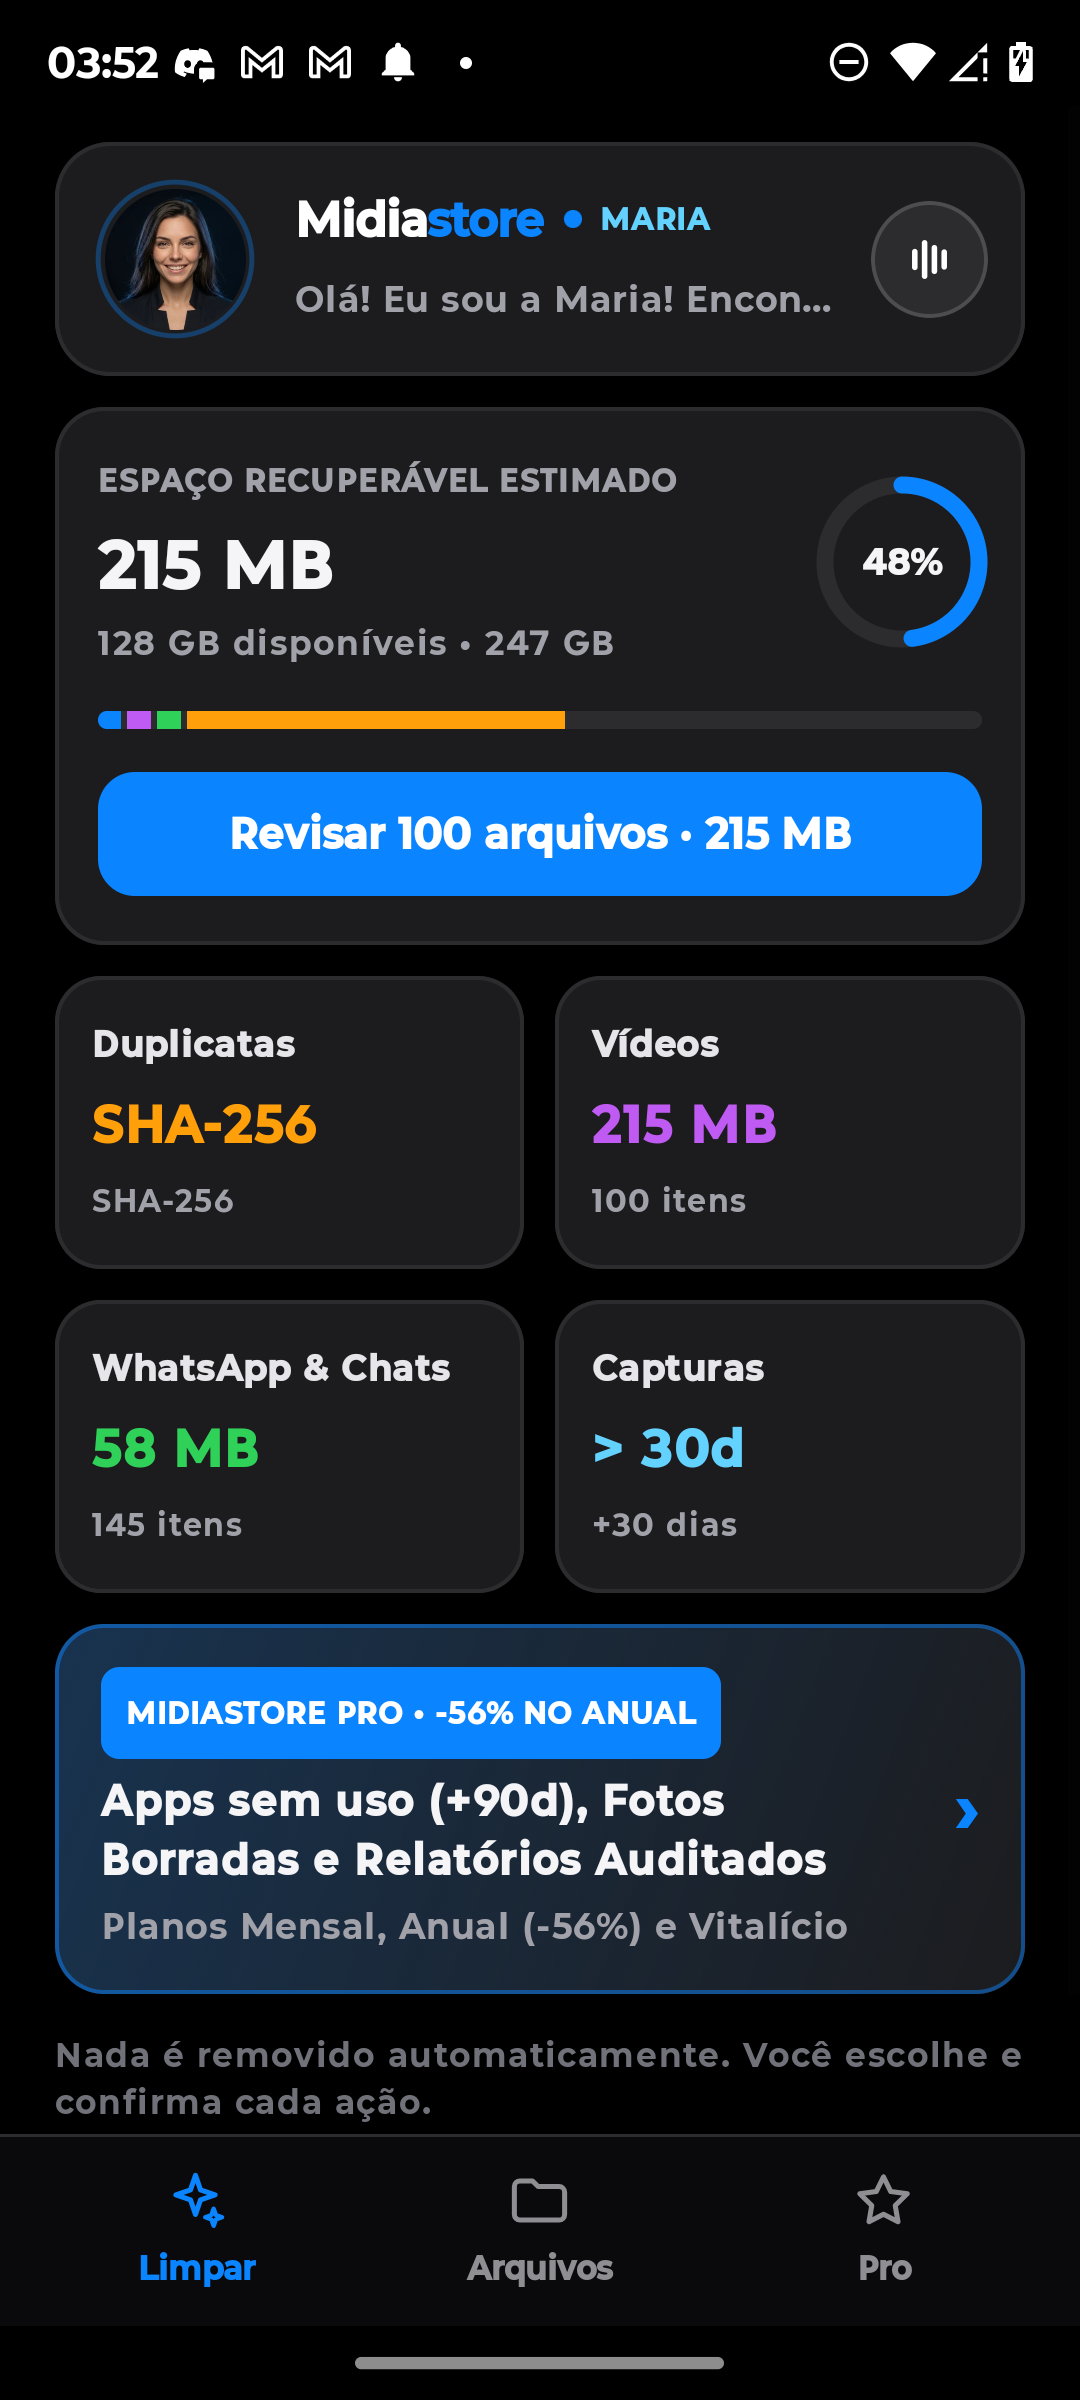 03:52
Midiastore • MARIA
Olá! Eu sou a Maria! Encon...
ESPAÇO RECUPERÁVEL ESTIMADO
215 MB
48%
128 GB disponíveis • 247 GB
Revisar 100 arquivos • 215 MB
Duplicatas
SHA-256
SHA-256
Vídeos
215 MB
100 itens
WhatsApp & Chats
58 MB
145 itens
Capturas
> 30d
+30 dias
MIDIASTORE PRO • -56% NO ANUAL
Apps sem uso (+90d), Fotos
Borradas e Relatórios Auditados
›
Planos Mensal, Anual (-56%) e Vitalício
Nada é removido automaticamente. Você escolhe e
confirma cada ação.
Limpar
Arquivos
Pro